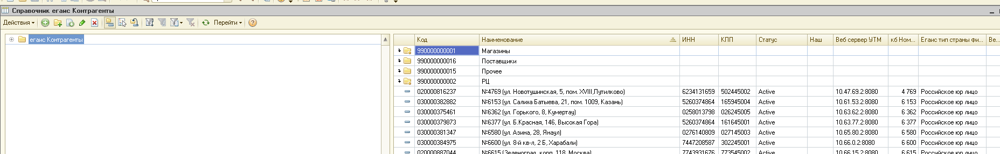 Справочник егаис Контрагенты
Действия Перейти
егаис Контрагенты
Код Наименование ИНН КПП Статус Наш Веб сервер УТМ кб Ном... Егаис тип страны фи... Ве...
990000000001 Магазины
990000000016 Поставщики
990000000015 Прочее
990000000002 РЦ
020000816237 №4769 (ул. Новотушинская, 5, пом. XVIII,Путилково) 6234131659 502445002 Active 10.47.69.2:8080 4 769 Российское юр лицо
030000382882 №6153 (ул. Салиха Батыева, 21, пом. 1009, Казань) 5260374864 165945004 Active 10.61.53.2:8080 6 153 Российское юр лицо
030000375461 №6362 (ул. Горького, 8, Кумертау) 0258013798 026245005 Active 10.63.62.2:8080 6 362 Российское юр лицо
030000379873 №6377 (ул. Б.Красная, 146, Высокая Гора) 5260374864 161645001 Active 10.63.77.2:8080 6 377 Российское юр лицо
030000381347 №6580 (ул. Азина, 28, Янаул) 0276140809 027145003 Active 10.65.80.2:8080 6 580 Российское юр лицо
030000384975 №6600 (ул. 8-й кв-л, 2 Б, Харабали) 7447208587 302245001 Active 10.66.0.2:8080 6 600 Российское юр лицо
020000887044 №6615 (Зеленоград, корп. 118, Москва) 7743931676 773545002 Active 10.66.15.2:8080 6 615 Российское юр лицо